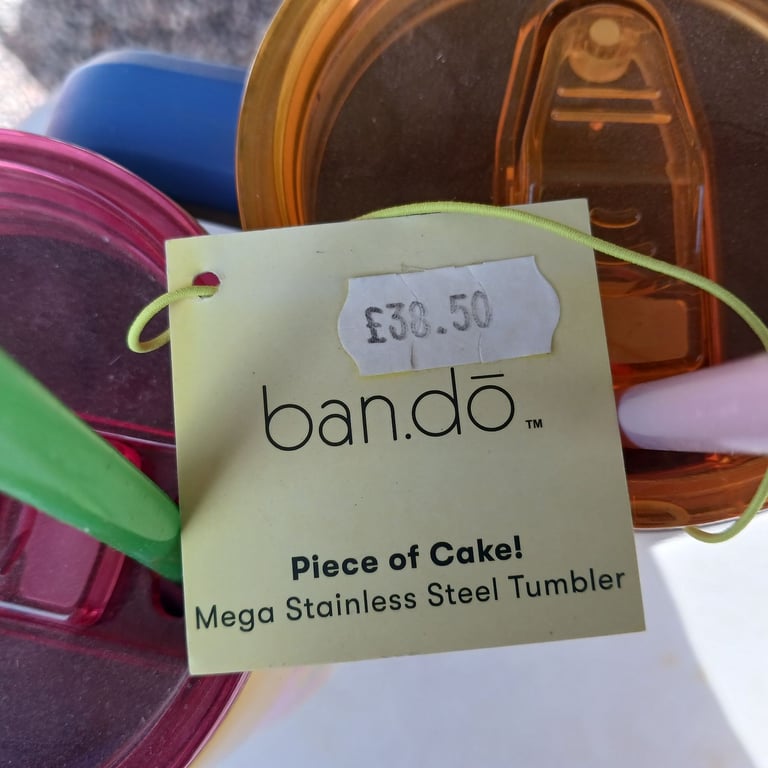 £38.50
ban.dō™
Piece of Cake!
Mega Stainless Steel Tumbler